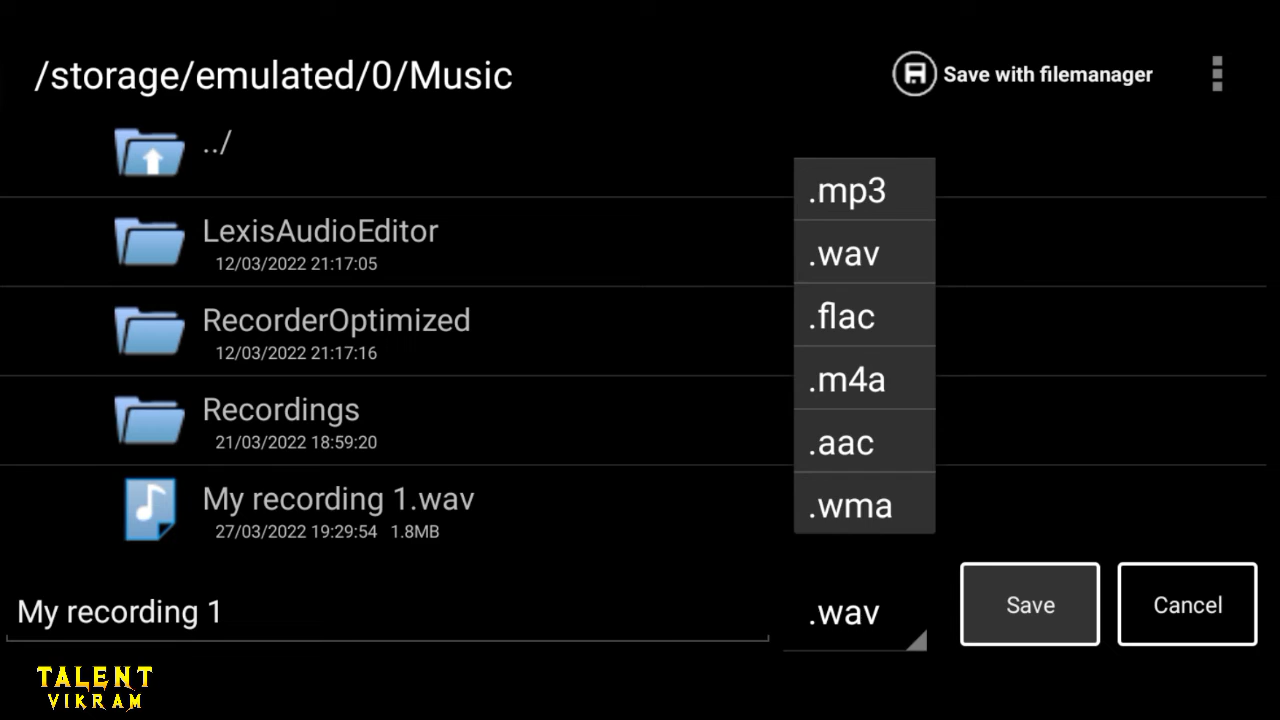 /storage/emulated/0/Music
Save with filemanager
../
LexisAudioEditor
12/03/2022 21:17:05
RecorderOptimized
12/03/2022 21:17:16
Recordings
21/03/2022 18:59:20
My recording 1.wav
27/03/2022 19:29:54 1.8MB
.mp3
.wav
.flac
.m4a
.aac
.wma
My recording 1
.wav
Save
Cancel
TALENT
VIKRAM